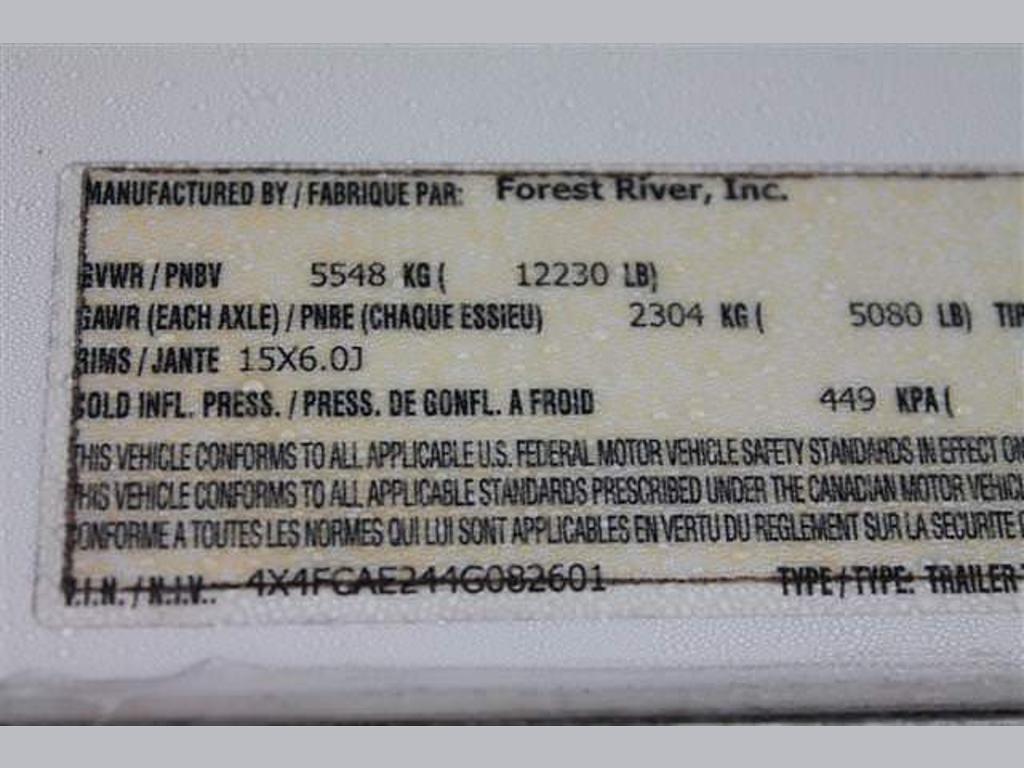 MANUFACTURED BY / FABRIQUE PAR: Forest River, Inc.
GVWR / PNBV 5548 KG ( 12230 LB)
GAWR (EACH AXLE) / PNBE (CHAQUE ESSIEU) 2304 KG ( 5080 LB) TIR
RIMS / JANTE 15X6.0J
COLD INFL. PRESS. / PRESS. DE GONFL. A FROID 449 KPA (
THIS VEHICLE CONFORMS TO ALL APPLICABLE U.S. FEDERAL MOTOR VEHICLE SAFETY STANDARDS IN EFFECT ON
THIS VEHICLE CONFORMS TO ALL APPLICABLE STANDARDS PRESCRIBED UNDER THE CANADIAN MOTOR VEHICL
CONFORME A TOUTES LES NORMES QUI LUI SONT APPLICABLES EN VERTU DU REGLEMENT SUR LA SECURITE D
V.I.N. / N.I.V.: 4X4FCAE244G082601 TYPE / TYPE: TRAILER